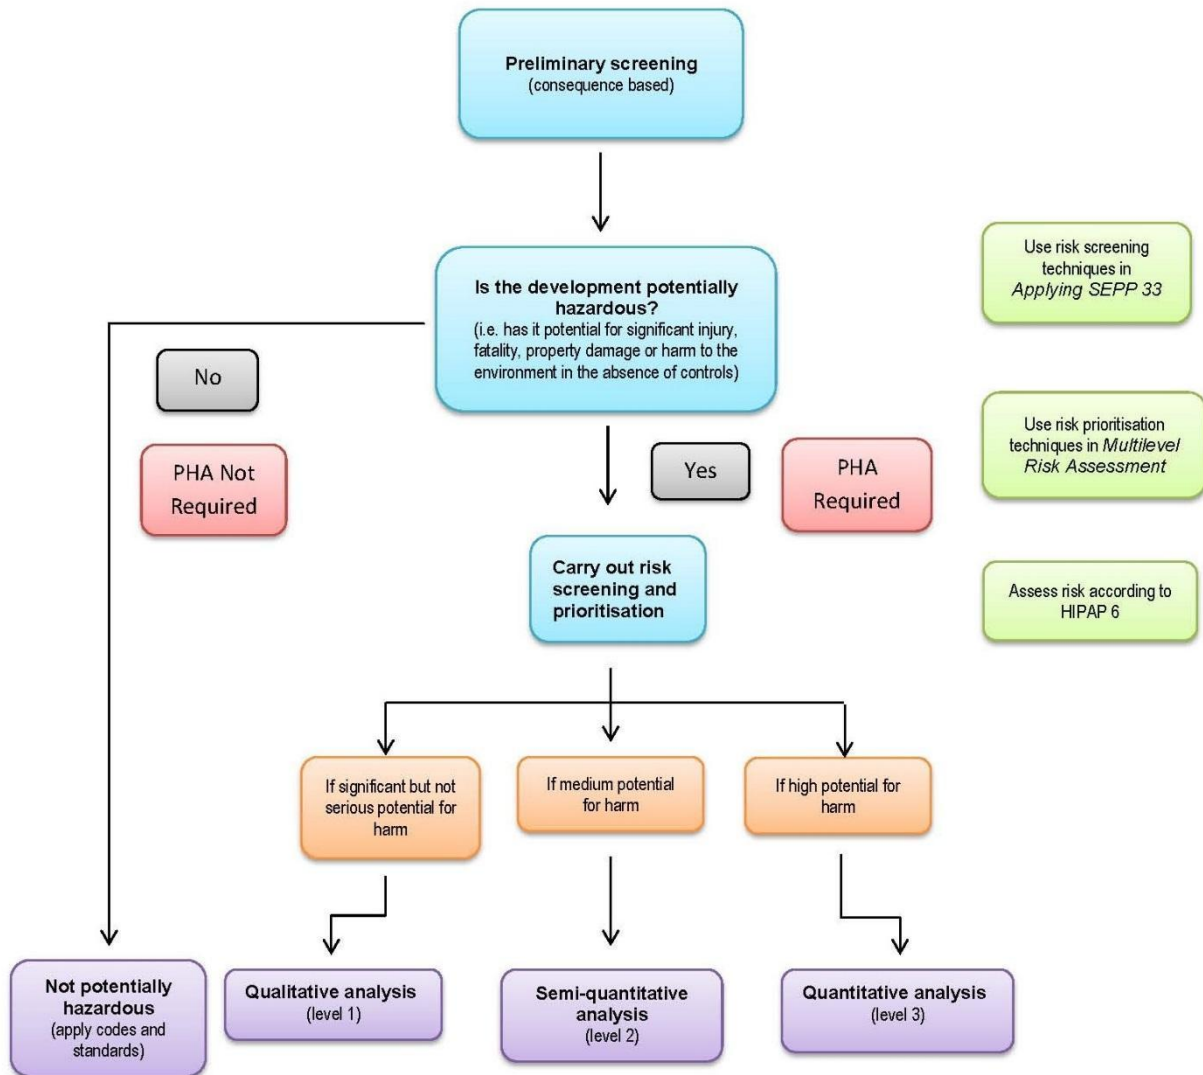 Preliminary screening
(consequence based)
Is the development potentially
hazardous?
(i.e. has it potential for significant injury,
fatality, property damage or harm to the
environment in the absence of controls)
Use risk screening
techniques in
Applying SEPP 33
No
PHA Not
Required
Yes
PHA
Required
Use risk prioritisation
techniques in Multilevel
Risk Assessment
Carry out risk
screening and
prioritisation
Assess risk according to
HIPAP 6
If significant but not
serious potential for
harm
If medium potential
for harm
If high potential for
harm
Not potentially
hazardous
(apply codes and
standards)
Qualitative analysis
(level 1)
Semi-quantitative
analysis
(level 2)
Quantitative analysis
(level 3)